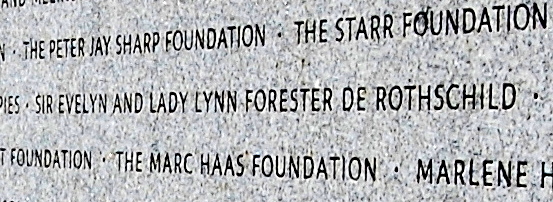 N · THE PETER JAY SHARP FOUNDATION · THE STARR FOUNDATION
PIES · SIR EVELYN AND LADY LYNN FORESTER DE ROTHSCHILD ·
T FOUNDATION · THE MARC HAAS FOUNDATION · MARLENE H